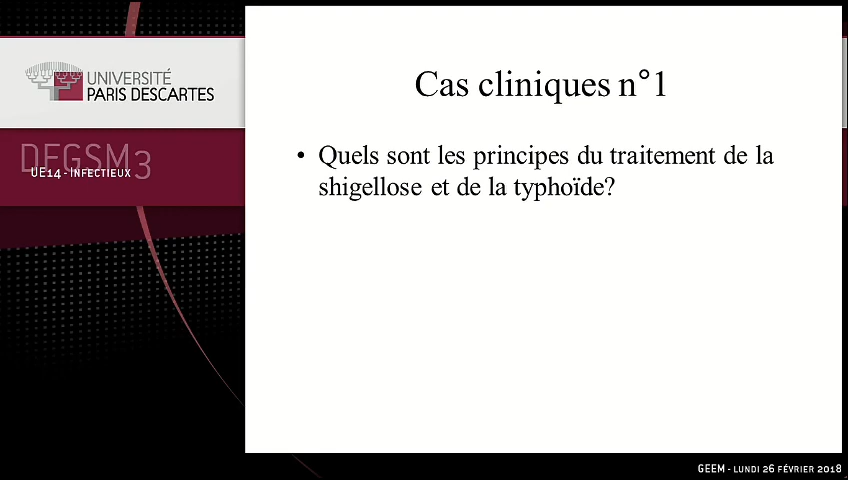 UNIVERSITÉ
PARIS DESCARTES
DFGSM3
UE14 - INFECTIEUX
Cas cliniques n°1
• Quels sont les principes du traitement de la
shigellose et de la typhoïde?
GEEM - LUNDI 26 FÉVRIER 2018